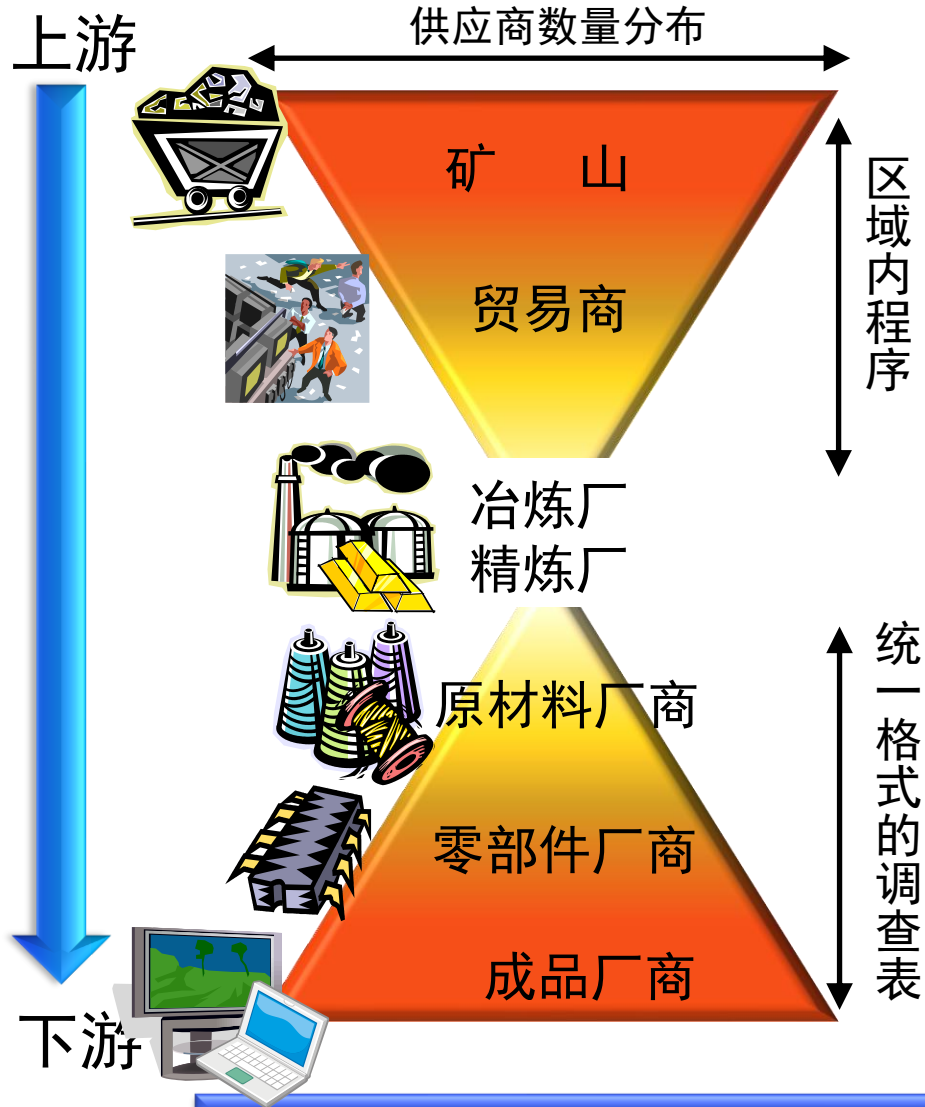 上游
供应商数量分布
矿 山
贸易商
区域内程序
冶炼厂
精炼厂
原材料厂商
零部件厂商
成品厂商
统一格式的调查表
下游